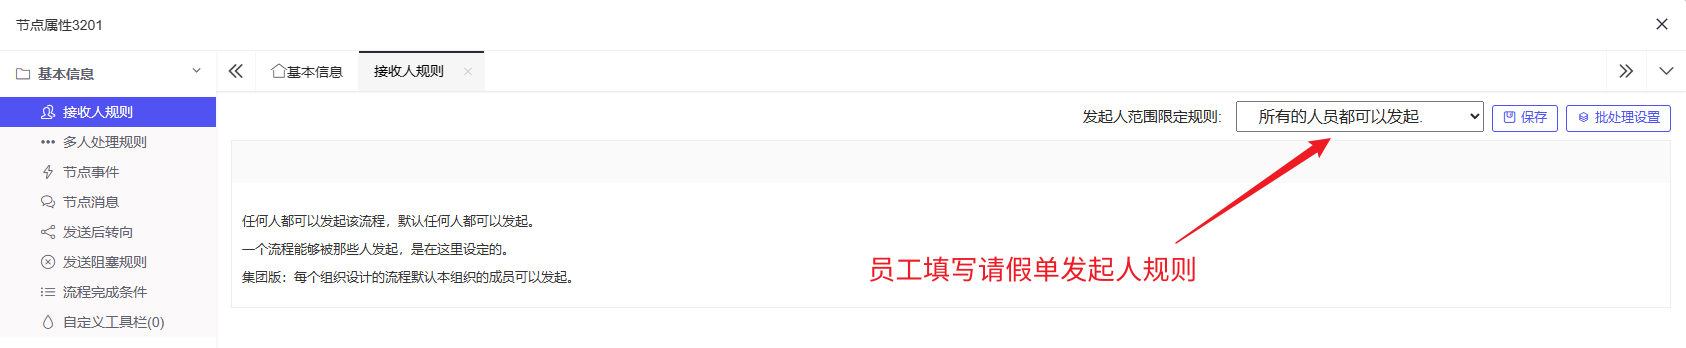 节点属性3201
基本信息
接收人规则
多人处理规则
节点事件
节点消息
发送后转向
发送阻塞规则
流程完成条件
自定义工具栏(0)
基本信息
接收人规则
发起人范围限定规则:
所有的人员都可以发起.
保存
批处理设置
任何人都可以发起该流程，默认任何人都可以发起。
一个流程能够被那些人发起，是在这里设定的。
集团版：每个组织设计的流程默认本组织的成员可以发起。
员工填写请假单发起人规则